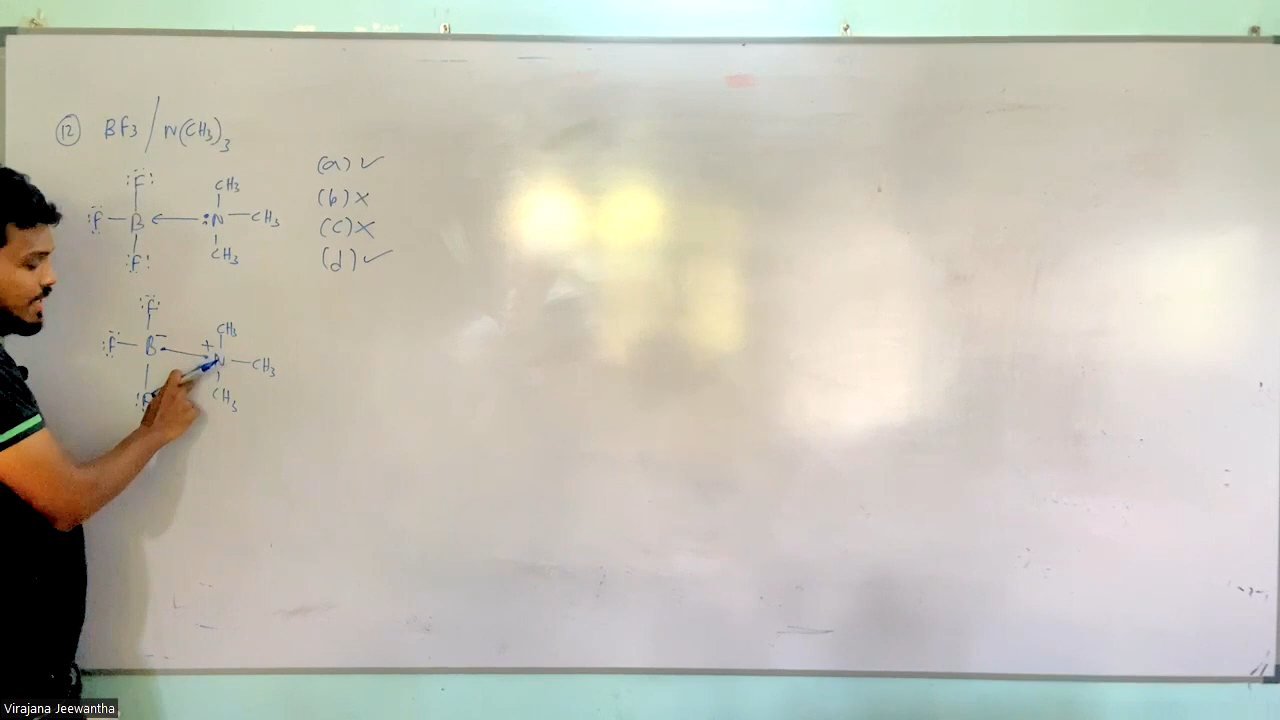 (12) BF3 / N(CH3)3
:F:
CH3
:F — B ← :N — CH3
:F:
CH3
(a) ✓
(b) ×
(c) ×
(d) ✓
:F:
CH3
:F — B⁻ — ⁺N — CH3
CH3
Virajana Jeewantha